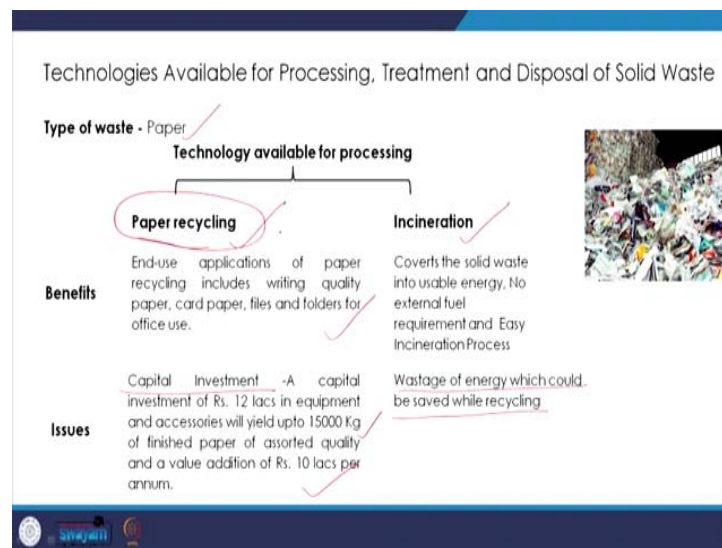 Technologies Available for Processing, Treatment and Disposal of Solid Waste
Type of waste - Paper
Technology available for processing
Paper recycling
Incineration
Benefits
End-use applications of paper
recycling includes writing quality
paper, card paper, files and folders for
office use.
Coverts the solid waste
into usable energy, No
external fuel
requirement and Easy
Incineration Process
Issues
Capital Investment -A capital
investment of Rs. 12 lacs in equipment
and accessories will yield upto 15000 Kg
of finished paper of assorted quality
and a value addition of Rs. 10 lacs per
annum.
Wastage of energy which could
be saved while recycling
swayam